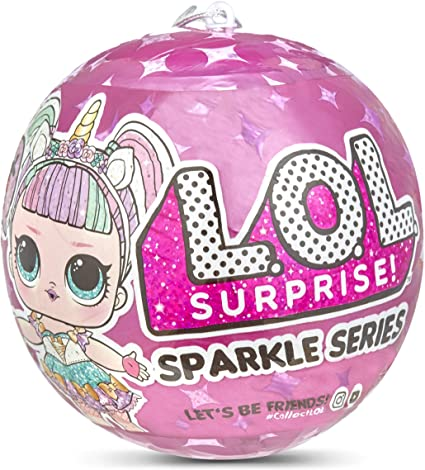 L.O.L
SURPRISE!
SPARKLE SERIES
LET'S BE FRIENDS!
#CollectLOL